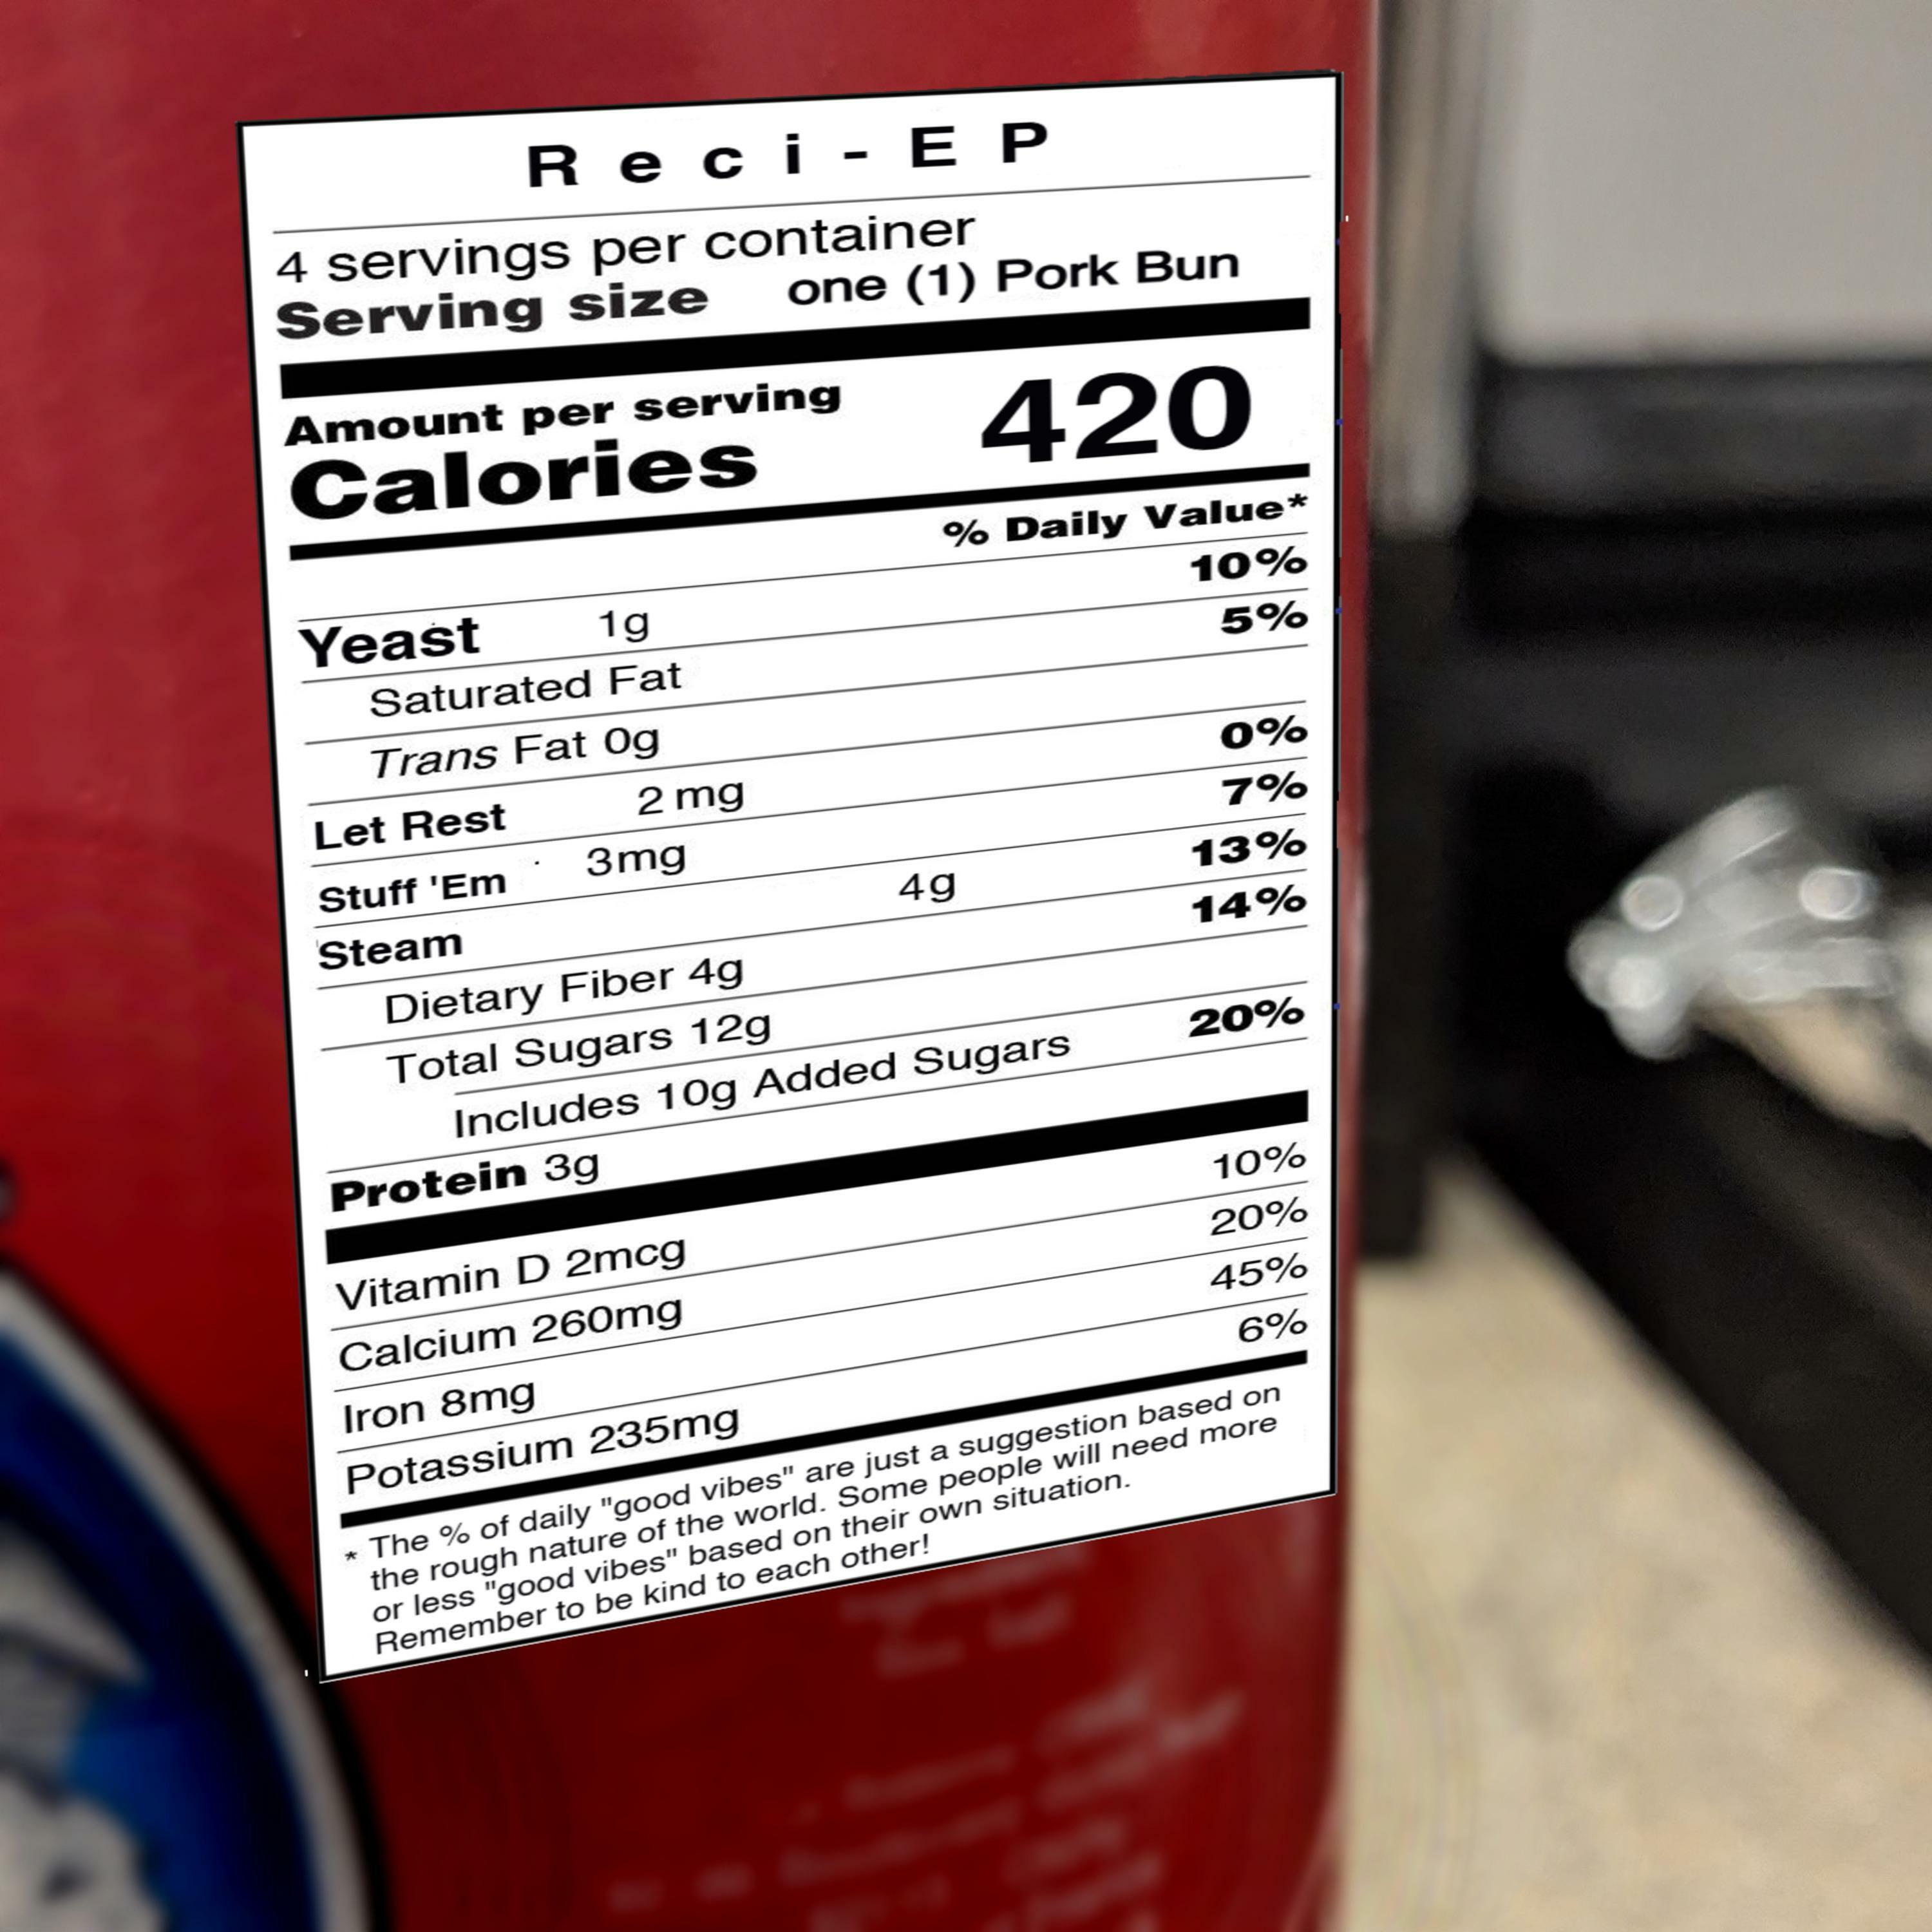 Reci-EP
4 servings per container
Serving size one (1) Pork Bun
Amount per serving
Calories 420
% Daily Value*
Yeast 1g 10%
Saturated Fat 5%
Trans Fat 0g
Let Rest 2 mg 0%
Stuff 'Em 3mg 7%
Steam 4g 13%
Dietary Fiber 4g 14%
Total Sugars 12g
Includes 10g Added Sugars 20%
Protein 3g
Vitamin D 2mcg 10%
Calcium 260mg 20%
Iron 8mg 45%
Potassium 235mg 6%
* The % of daily "good vibes" are just a suggestion based on
the rough nature of the world. Some people will need more
or less "good vibes" based on their own situation.
Remember to be kind to each other!